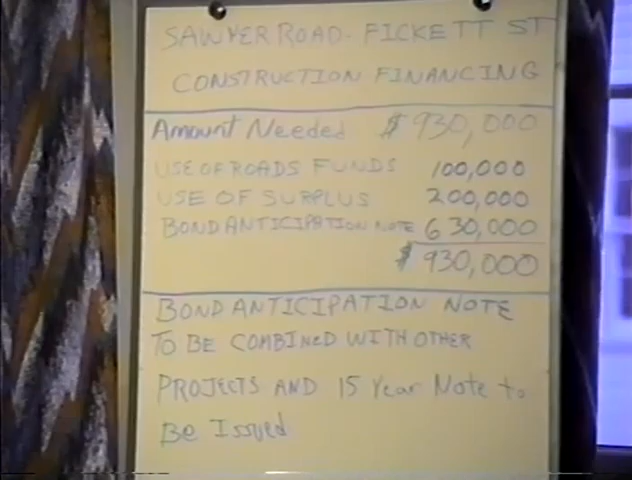 SAWYER ROAD - FICKETT ST
CONSTRUCTION FINANCING
Amount Needed $930,000
USE OF ROADS FUNDS 100,000
USE OF SURPLUS 200,000
BOND ANTICIPATION NOTE 630,000
$930,000
BOND ANTICIPATION NOTE
TO BE COMBINED WITH OTHER
PROJECTS AND 15 Year Note to
Be Issued